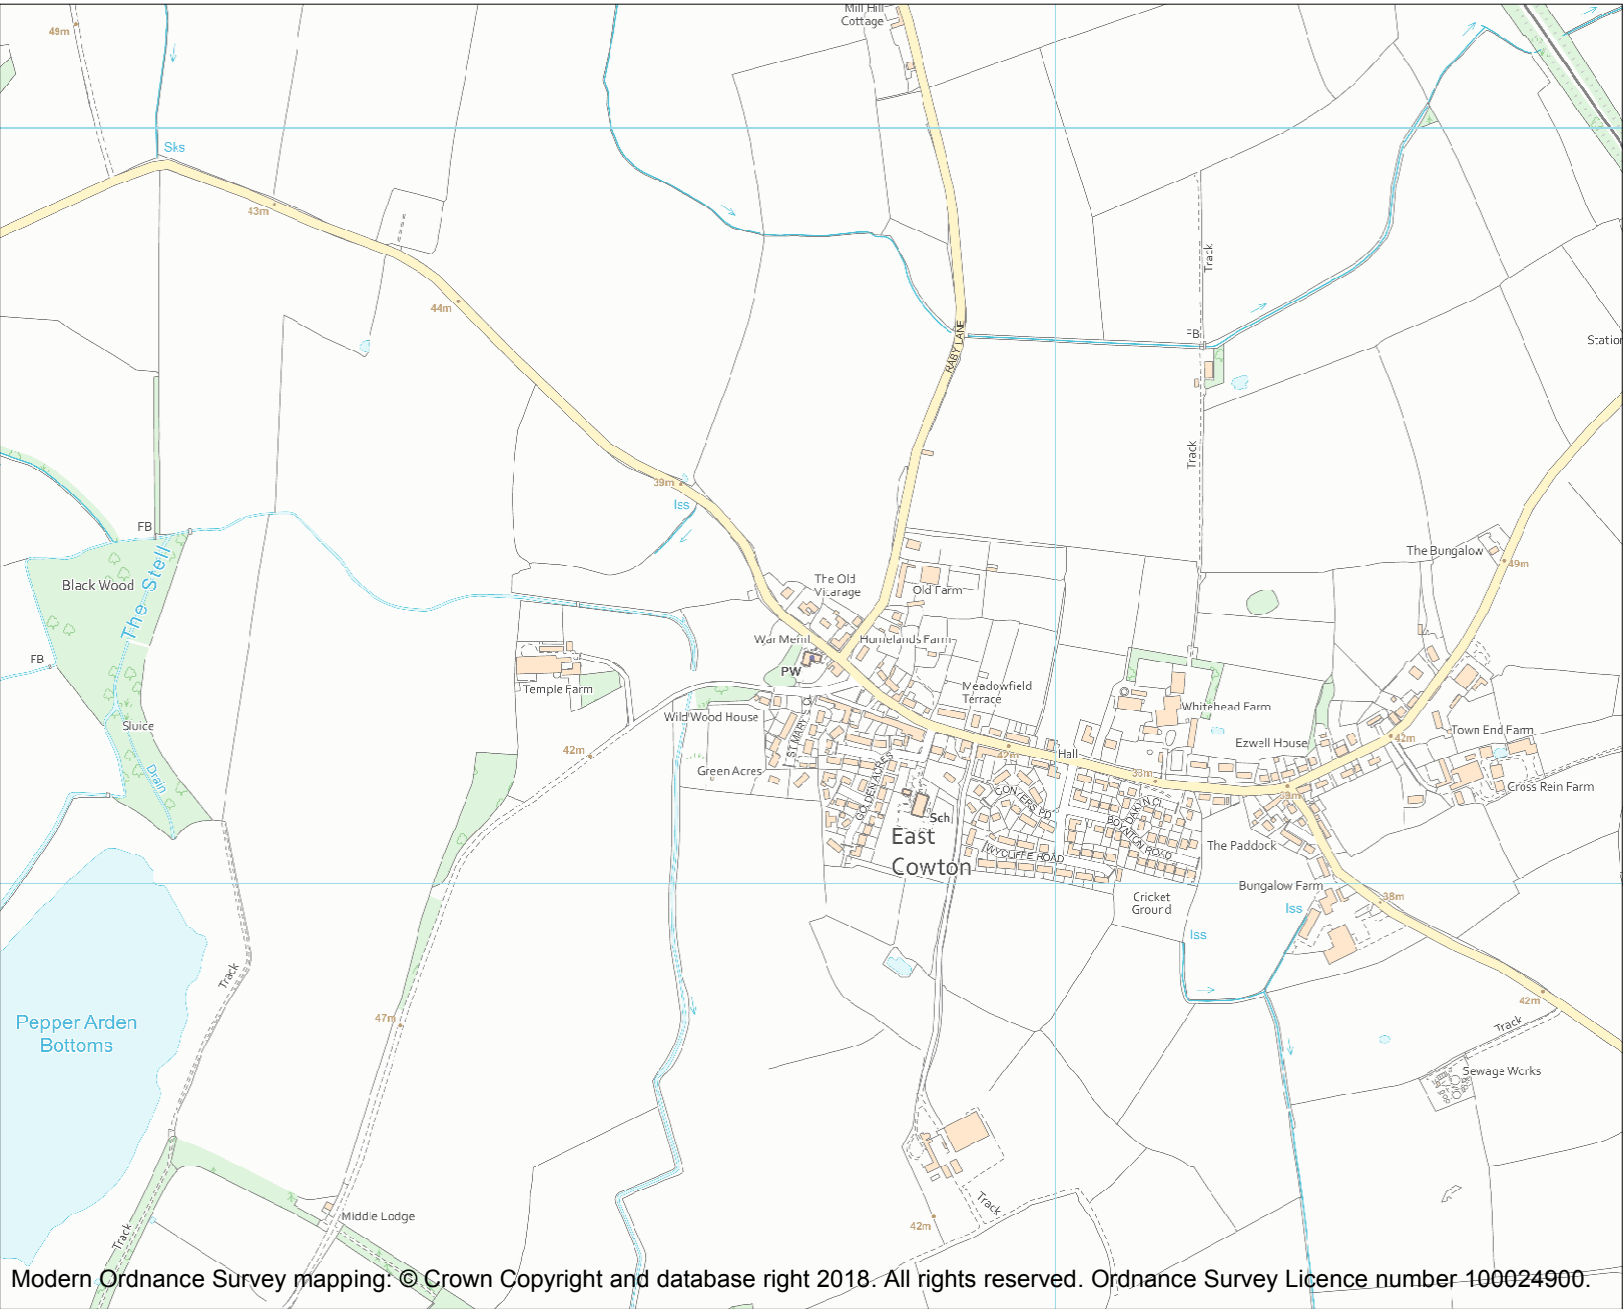 Mill Hill
Cottage
49m
Sks
43m
Track
44m
FB
RABY LANE
Station
Track
39m
Iss
FB
The Bungalow
49m
Black Wood
The Stell
The Old
Vicarage
Old Farm
War Meml
Homelands Farm
FB
PW
Temple Farm
Meadowfield
Terrace
Whitehead Farm
Wild Wood House
ST MARY'S CL
Sluice
Town End Farm
42m
42m
Hall
Ezwell House
42m
Green Acres
Drain
GOLDEN ACRES
33m
39m
CONYERS RD
OAKLN CL
Cross Rein Farm
Sch
BOYNTON ROAD
East
Cowton
WYCLIFFE ROAD
The Paddock
Bungalow Farm
Cricket
Ground
38m
Iss
Iss
Track
42m
Pepper Arden
Bottoms
47m
Track
Sewage Works
Track
Middle Lodge
42m
Track
Modern Ordnance Survey mapping: © Crown Copyright and database right 2018. All rights reserved. Ordnance Survey Licence number 100024900.